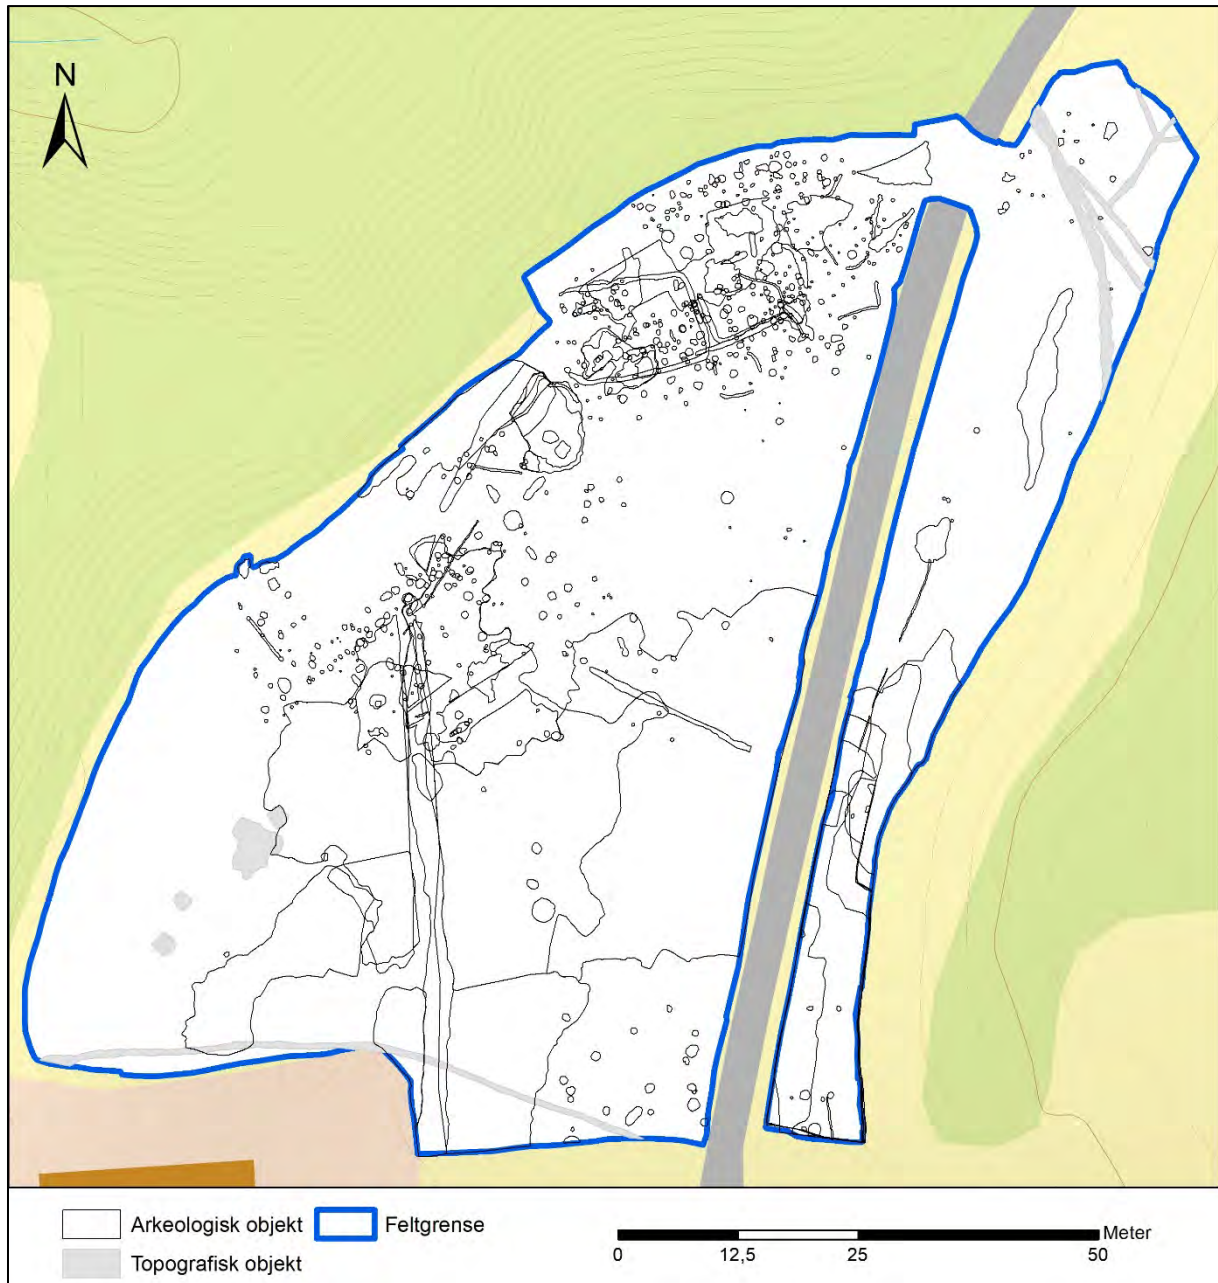 N
Arkeologisk objekt
Feltgrense
Topografisk objekt
Meter
0 12,5 25 50